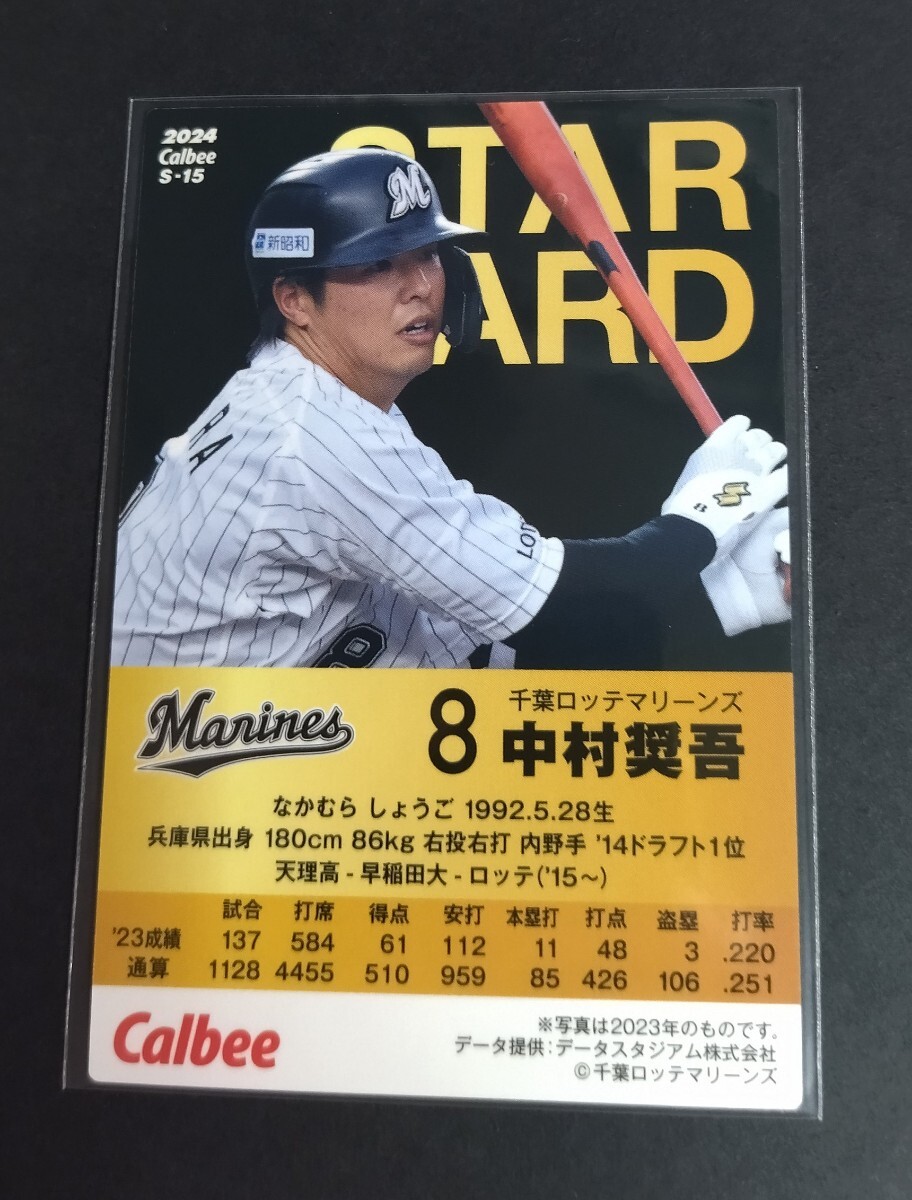 2024
Calbee
S-15
STAR
CARD
M
新昭和
RA
LOT
8
S
8
Marines
8
千葉ロッテマリーンズ
中村奨吾
なかむら しょうご 1992.5.28生
兵庫県出身 180cm 86kg 右投右打 内野手 '14ドラフト1位
天理高 - 早稲田大 - ロッテ('15〜)
試合 打席 得点 安打 本塁打 打点 盗塁 打率
'23成績 137 584 61 112 11 48 3 .220
通算 1128 4455 510 959 85 426 106 .251
Calbee
※写真は2023年のものです。
データ提供:データスタジアム株式会社
©千葉ロッテマリーンズ